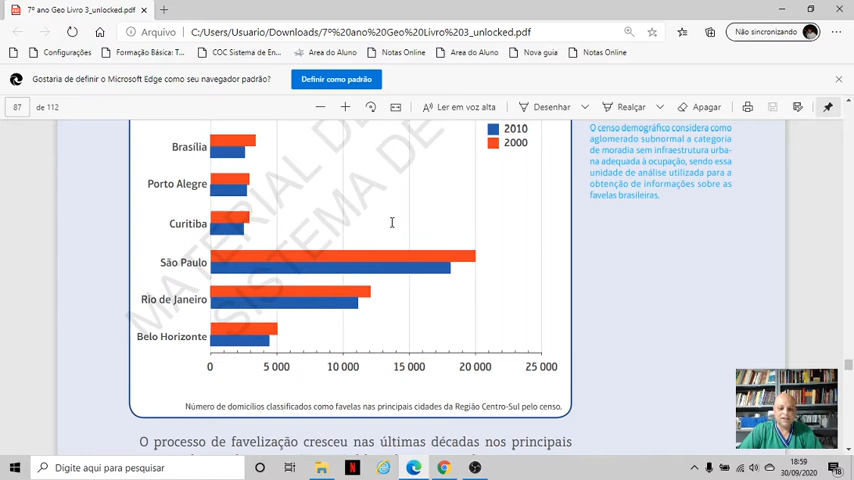 7º ano Geo Livro 3_unlocked.pdf
Arquivo
C:/Users/Usuario/Downloads/7º%20ano%20Geo%20Livro%203_unlocked.pdf
Não sincronizando
Configurações
Formação Básica: T...
COC Sistema de En...
Area do Aluno
Notas Online
Area do Aluno
Nova guia
Notas Online
Gostaria de definir o Microsoft Edge como seu navegador padrão?
Definir como padrão
87
de 112
Ler em voz alta
Desenhar
Realçar
Apagar
2010
2000
O censo demográfico considera como
aglomerado subnormal a categoria
de moradia sem infraestrutura urba-
na adequada à ocupação, sendo essa
unidade de análise utilizada para a
obtenção de informações sobre as
favelas brasileiras.
Brasília
Porto Alegre
Curitiba
São Paulo
Rio de Janeiro
Belo Horizonte
0
5 000
10 000
15 000
20 000
25 000
MATERIAL DE
SISTEMA DE
Número de domicílios classificados como favelas nas principais cidades da Região Centro-Sul pelo censo.
O processo de favelização cresceu nas últimas décadas nos principais
Digite aqui para pesquisar
18:59
30/09/2020
18